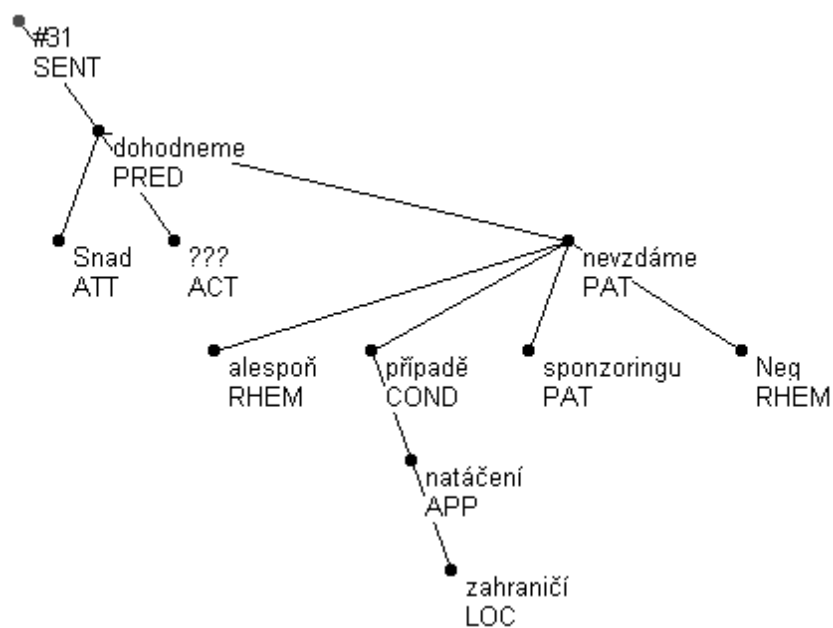 #31
SENT
dohodneme
PRED
Snad
ATT
???
ACT
nevzdáme
PAT
alespoň
RHEM
případě
COND
sponzoringu
PAT
Neg
RHEM
natáčení
APP
zahraničí
LOC